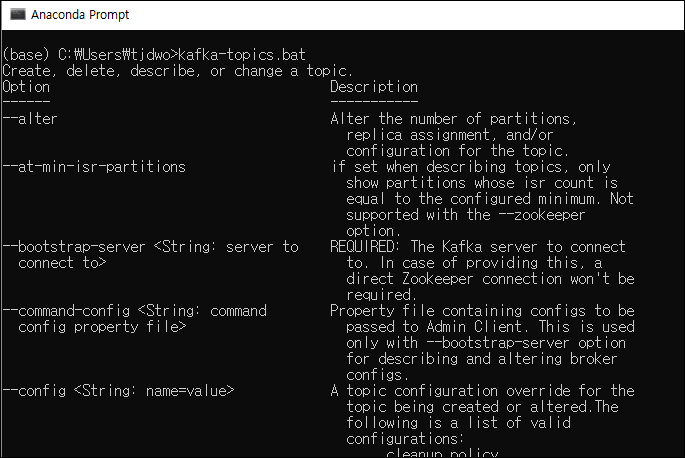 Anaconda Prompt
(base) C:₩Users₩tjdwo>kafka-topics.bat
Create, delete, describe, or change a topic.
Option Description
------ -----------
--alter Alter the number of partitions,
replica assignment, and/or
configuration for the topic.
--at-min-isr-partitions if set when describing topics, only
show partitions whose isr count is
equal to the configured minimum. Not
supported with the --zookeeper
option.
--bootstrap-server <String: server to REQUIRED: The Kafka server to connect
connect to> to. In case of providing this, a
direct Zookeeper connection won't be
required.
--command-config <String: command Property file containing configs to be
config property file> passed to Admin Client. This is used
only with --bootstrap-server option
for describing and altering broker
configs.
--config <String: name=value> A topic configuration override for the
topic being created or altered.The
following is a list of valid
configurations:
cleanup.policy